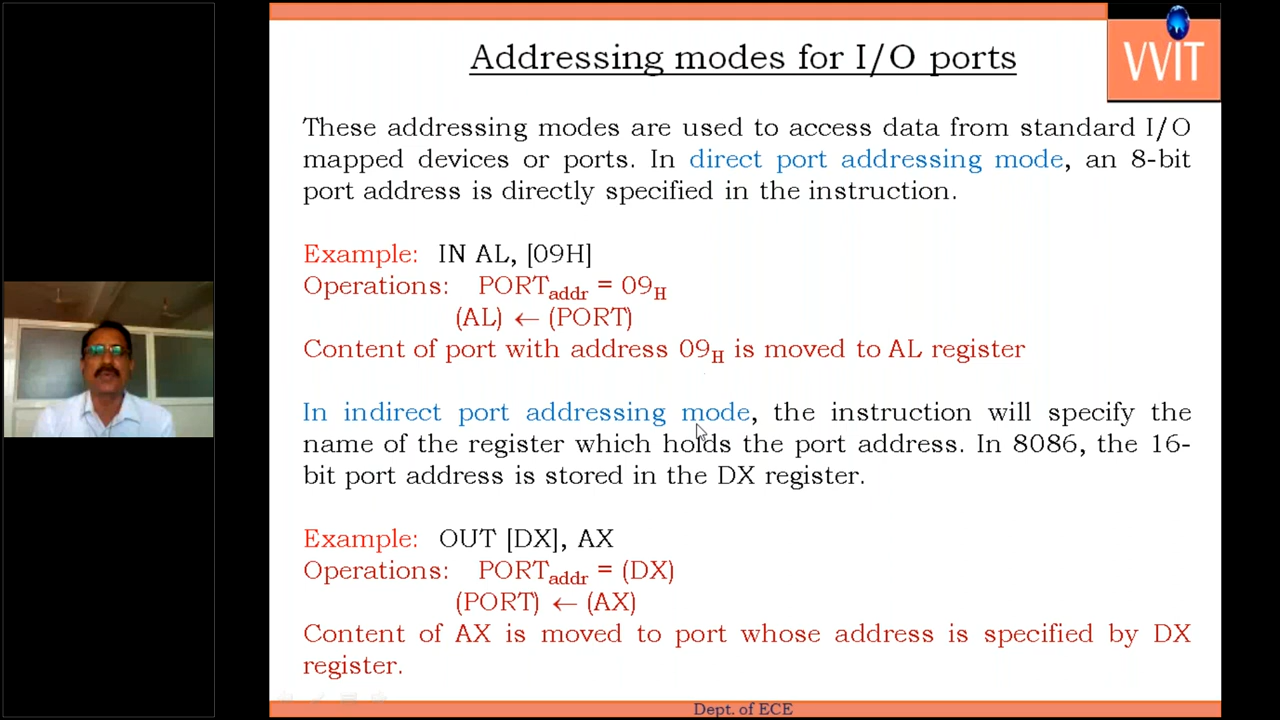 Addressing modes for I/O ports
VVIT
These addressing modes are used to access data from standard I/O
mapped devices or ports. In direct port addressing mode, an 8-bit
port address is directly specified in the instruction.
Example: IN AL, [09H]
Operations: PORTaddr = 09H
(AL) ← (PORT)
Content of port with address 09H is moved to AL register
In indirect port addressing mode, the instruction will specify the
name of the register which holds the port address. In 8086, the 16-
bit port address is stored in the DX register.
Example: OUT [DX], AX
Operations: PORTaddr = (DX)
(PORT) ← (AX)
Content of AX is moved to port whose address is specified by DX
register.
Dept. of ECE